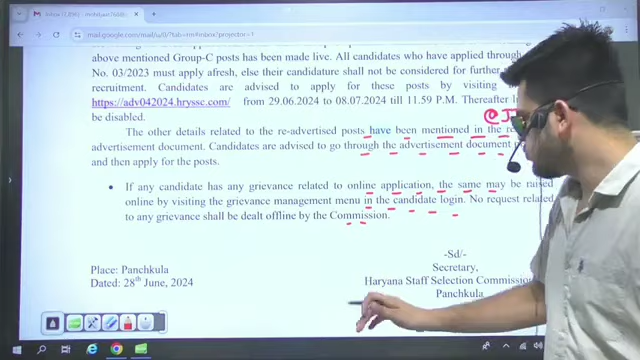 mail.google.com/mail/u/0/?tab=rm#inbox?projector=1
above mentioned Group-C posts has been made live. All candidates who have applied through
No. 03/2023 must apply afresh, else their candidature shall not be considered for further
recruitment. Candidates are advised to apply for these posts by visiting
https://adv042024.hryssc.com/ from 29.06.2024 to 08.07.2024 till 11.59 P.M. Thereafter
be disabled.
The other details related to the re-advertised posts have been mentioned in the
advertisement document. Candidates are advised to go through the advertisement document
and then apply for the posts.
• If any candidate has any grievance related to online application, the same may be raised
online by visiting the grievance management menu in the candidate login. No request related
to any grievance shall be dealt offline by the Commission.
-Sd/-
Secretary,
Haryana Staff Selection Commission
Panchkula
Place: Panchkula
Dated: 28th June, 2024